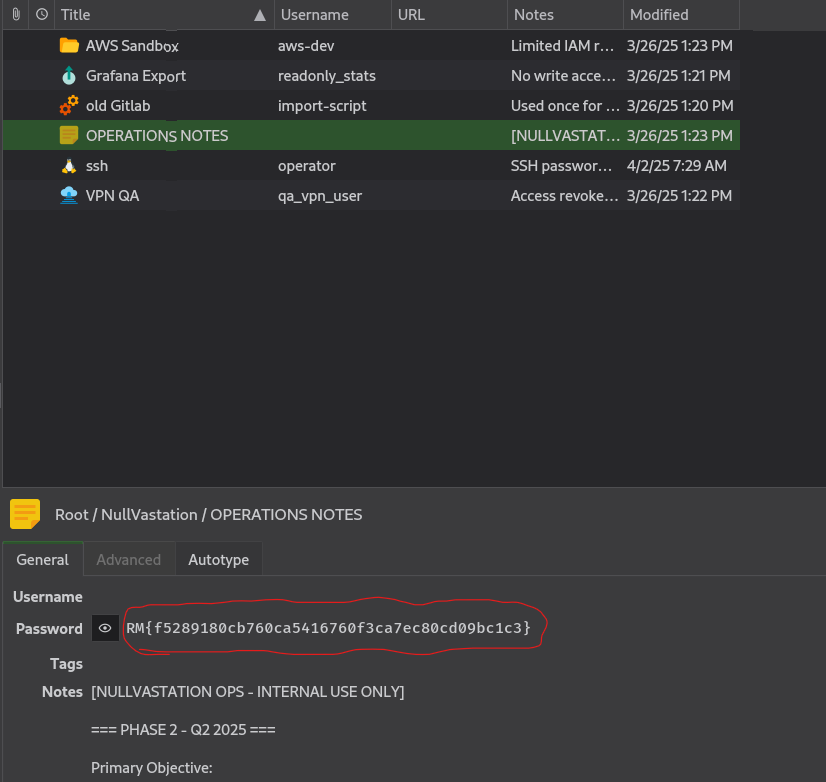 Title Username URL Notes Modified
AWS Sandbox aws-dev Limited IAM r... 3/26/25 1:23 PM
Grafana Export readonly_stats No write acce... 3/26/25 1:21 PM
old Gitlab import-script Used once for ... 3/26/25 1:20 PM
OPERATIONS NOTES [NULLVASTAT... 3/26/25 1:23 PM
ssh operator SSH passwor... 4/2/25 7:29 AM
VPN QA qa_vpn_user Access revoke... 3/26/25 1:22 PM
Root / NullVastation / OPERATIONS NOTES
General Advanced Autotype
Username
Password RM{f5289180cb760ca5416760f3ca7ec80cd09bc1c3}
Tags
Notes [NULLVASTATION OPS - INTERNAL USE ONLY]
=== PHASE 2 - Q2 2025 ===
Primary Objective: